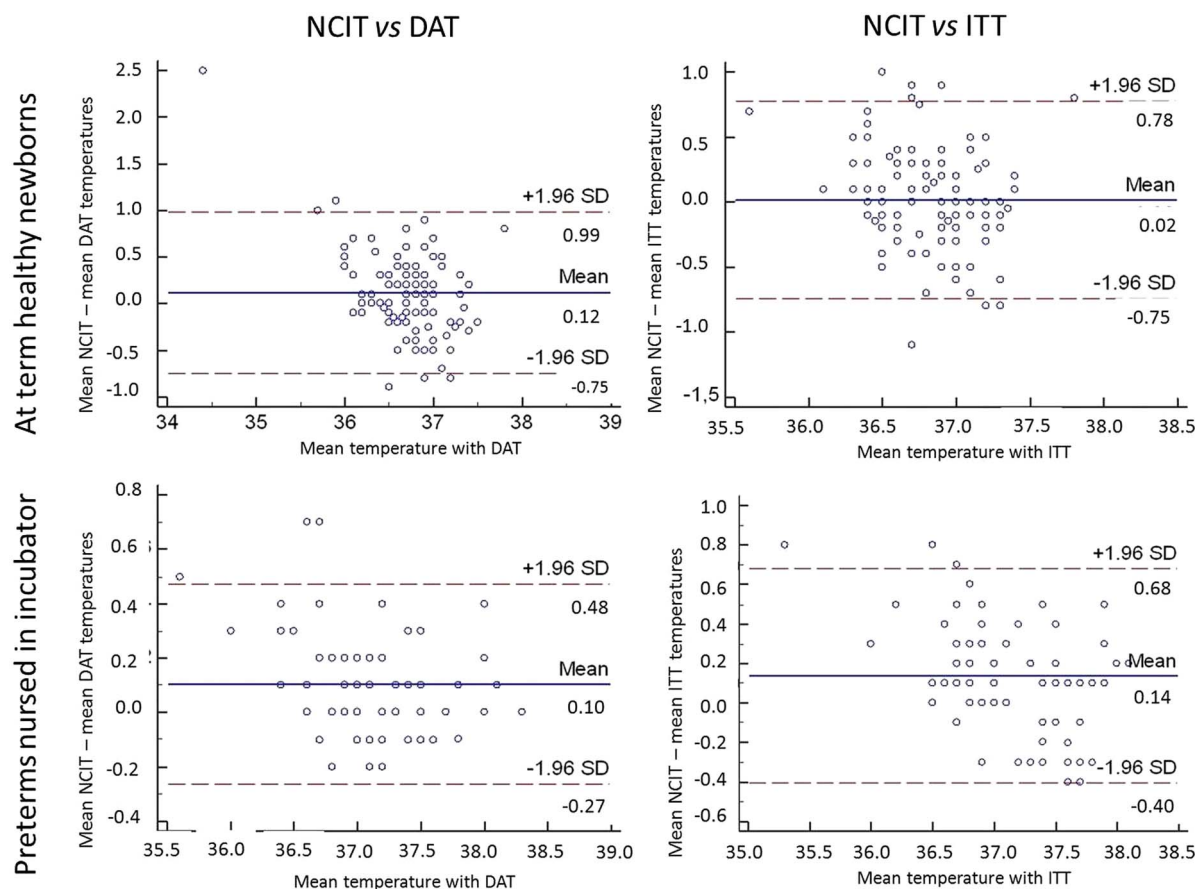 NCIT vs DAT
NCIT vs ITT
At term healthy newborns
Mean NCIT – mean DAT temperatures
2.5
2.0
1.5
1.0
0.5
0.0
-0.5
-1.0
+1.96 SD
0.99
Mean
0.12
-1.96 SD
-0.75
34
35
36
37
38
39
Mean temperature with DAT
Mean NCIT – mean ITT temperatures
1.0
0.5
0.0
-0.5
-1.0
-1,5
+1.96 SD
0.78
Mean
0.02
-1.96 SD
-0.75
35.5
36.0
36.5
37.0
37.5
38.0
38.5
Mean temperature with ITT
Preterms nursed in incubator
Mean NCIT – mean DAT temperatures
0.8
0.6
0.4
0.2
0.0
-0.2
-0.4
+1.96 SD
0.48
Mean
0.10
-1.96 SD
-0.27
35.5
36.0
36.5
37.0
37.5
38.0
38.5
39.0
Mean temperature with DAT
Mean NCIT – mean ITT temperatures
1.0
0.8
0.6
0.4
0.2
0.0
-0.2
-0.4
-0.6
+1.96 SD
0.68
Mean
0.14
-1.96 SD
-0.40
35.0
35.5
36.0
36.5
37.0
37.5
38.0
38.5
Mean temperature with ITT